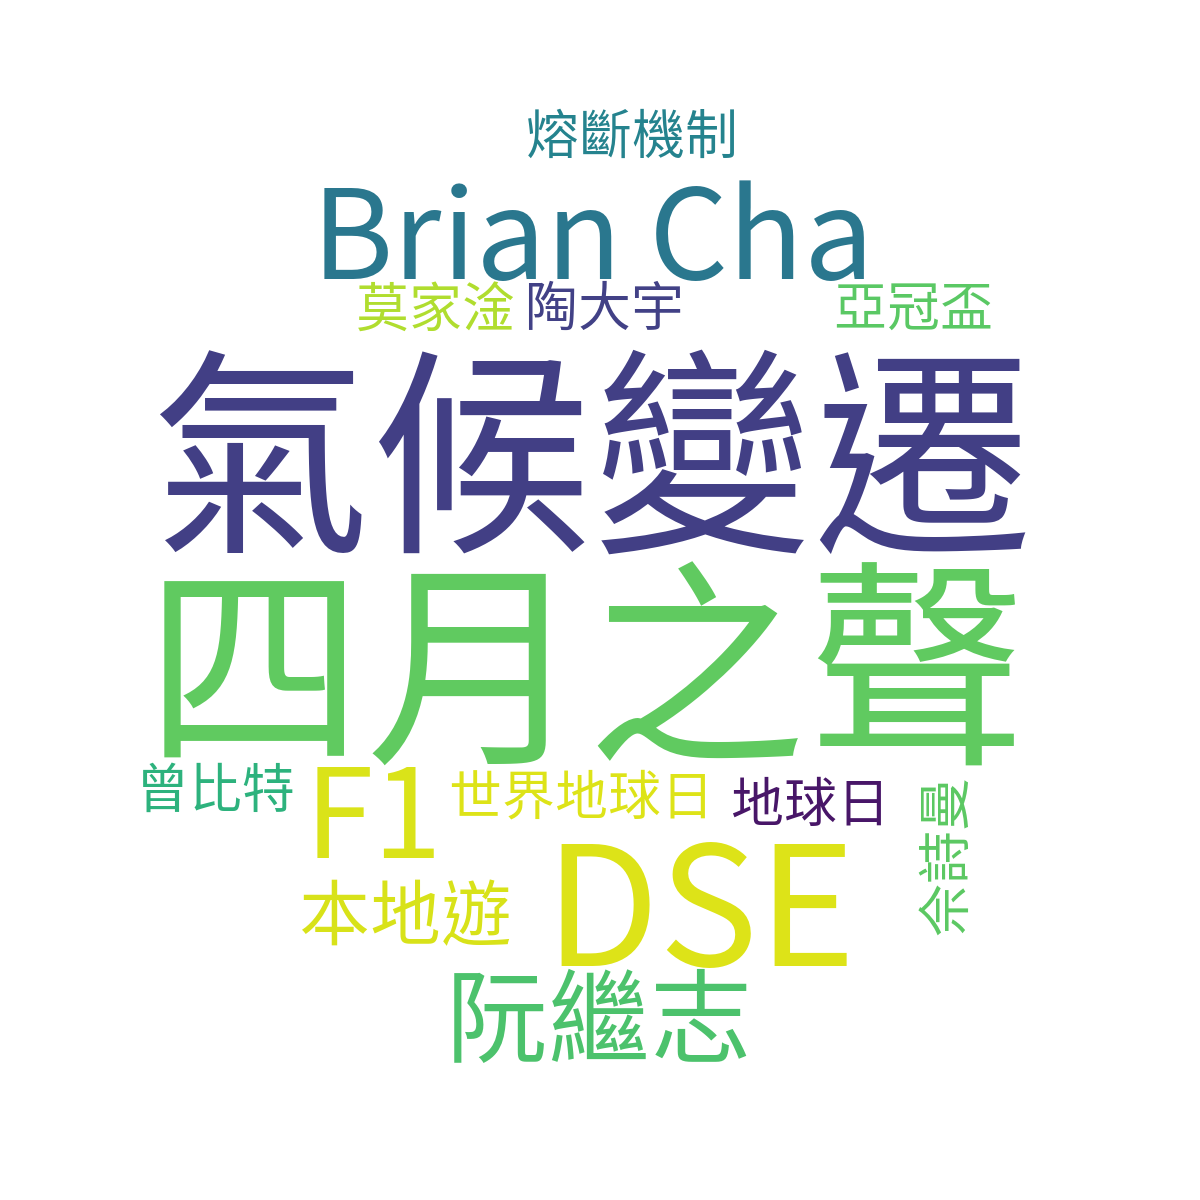 熔斷機制
Brian Cha
莫家淦
陶大宇
亞冠盃
氣候變遷
四月之聲
曾比特
F1
世界地球日
地球日
佘詩曼
本地遊
DSE
阮繼志